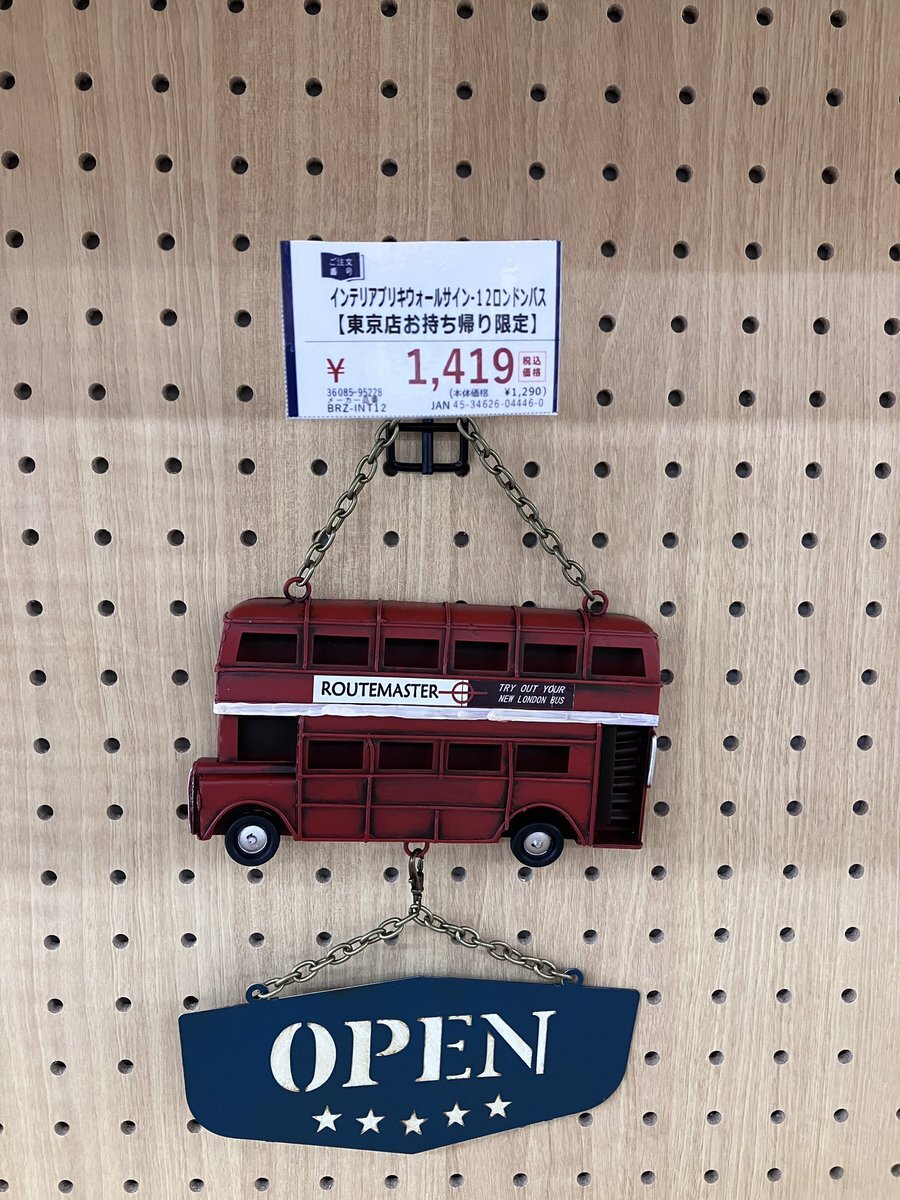 ご注文
番号
インテリアブリキウォールサイン-12ロンドンバス
【東京店お持ち帰り限定】
¥ 1,419 税込
価格
36085-95228 (本体価格 ¥1,290)
メーカー品番
BRZ-INT12 JAN 45-34626-04446-0
ROUTEMASTER TRY OUT YOUR
NEW LONDON BUS
OPEN